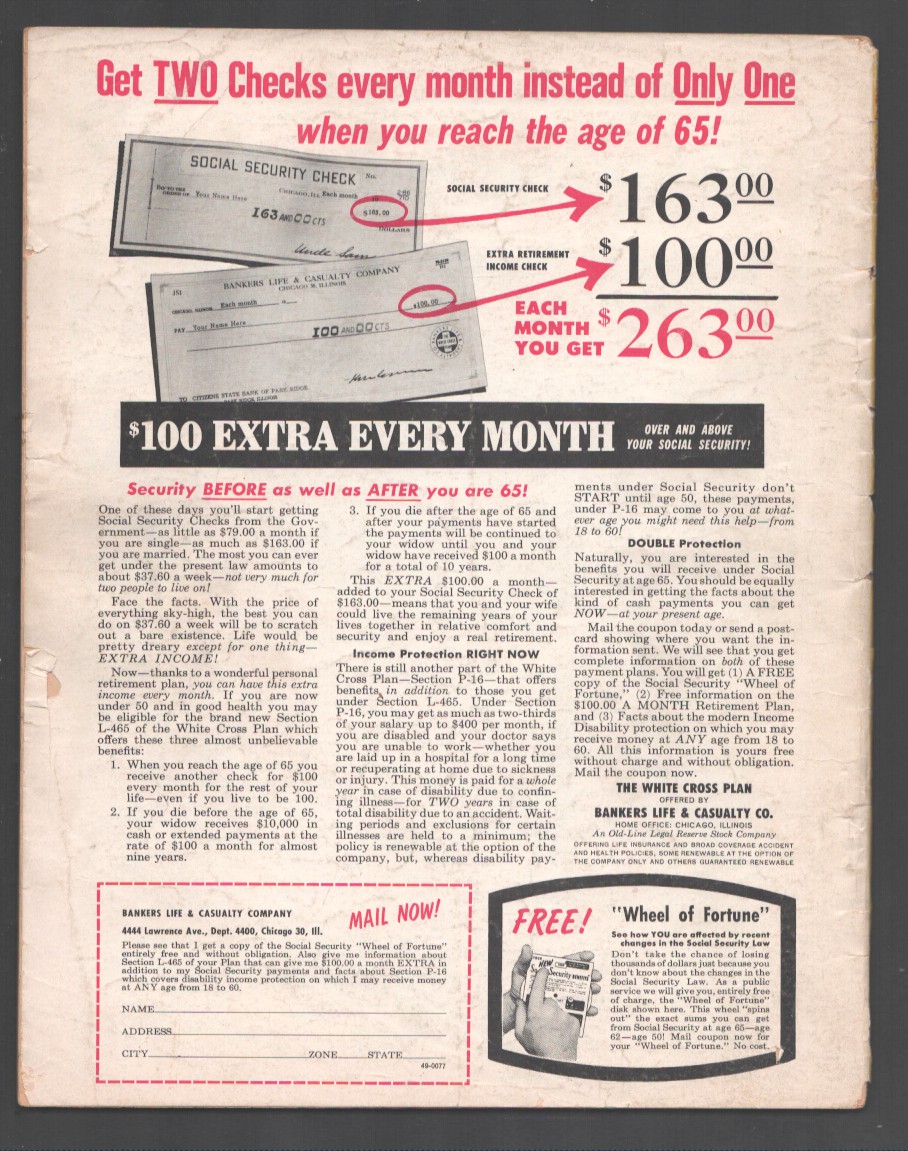 Get TWO Checks every month instead of Only One
when you reach the age of 65!
SOCIAL SECURITY CHECK No.
CHICAGO, ILL. Each month
PAY TO THE
ORDER OF Your Name Here
$163.00
163 AND 00 CTS
DOLLARS
Uncle Sam
BANKERS LIFE & CASUALTY COMPANY
CHICAGO 30, ILLINOIS
J51
CHICAGO, ILLINOIS Each month
$100.00
PAY Your Name Here
100 AND 00 CTS
TO CITIZENS STATE BANK OF PARK RIDGE
PARK RIDGE, ILLINOIS
SOCIAL SECURITY CHECK
$163 00
EXTRA RETIREMENT
INCOME CHECK
$100 00
EACH
MONTH
YOU GET
$263 00
$100 EXTRA EVERY MONTH
OVER AND ABOVE
YOUR SOCIAL SECURITY!
Security BEFORE as well as AFTER you are 65!
One of these days you'll start getting
Social Security Checks from the Gov-
ernment—as little as $79.00 a month if
you are single—as much as $163.00 if
you are married. The most you can ever
get under the present law amounts to
about $37.60 a week—not very much for
two people to live on!
Face the facts. With the price of
everything sky-high, the best you can
do on $37.60 a week will be to scratch
out a bare existence. Life would be
pretty dreary except for one thing—
EXTRA INCOME!
Now—thanks to a wonderful personal
retirement plan, you can have this extra
income every month. If you are now
under 50 and in good health you may
be eligible for the brand new Section
L-465 of the White Cross Plan which
offers these three almost unbelievable
benefits:
1. When you reach the age of 65 you
receive another check for $100
every month for the rest of your
life—even if you live to be 100.
2. If you die before the age of 65,
your widow receives $10,000 in
cash or extended payments at the
rate of $100 a month for almost
nine years.
3. If you die after the age of 65 and
after your payments have started
the payments will be continued to
your widow until you and your
widow have received $100 a month
for a total of 10 years.
This EXTRA $100.00 a month—
added to your Social Security Check of
$163.00—means that you and your wife
could live the remaining years of your
lives together in relative comfort and
security and enjoy a real retirement.
Income Protection RIGHT NOW
There is still another part of the White
Cross Plan—Section P-16—that offers
benefits in addition to those you get
under Section L-465. Under Section
P-16, you may get as much as two-thirds
of your salary up to $400 per month, if
you are disabled and your doctor says
you are unable to work—whether you
are laid up in a hospital for a long time
or recuperating at home due to sickness
or injury. This money is paid for a whole
year in case of disability due to confin-
ing illness—for TWO years in case of
total disability due to an accident. Wait-
ing periods and exclusions for certain
illnesses are held to a minimum; the
policy is renewable at the option of the
company, but, whereas disability pay-
ments under Social Security don't
START until age 50, these payments,
under P-16 may come to you at what-
ever age you might need this help—from
18 to 60!
DOUBLE Protection
Naturally, you are interested in the
benefits you will receive under Social
Security at age 65. You should be equally
interested in getting the facts about the
kind of cash payments you can get
NOW—at your present age.
Mail the coupon today or send a post-
card showing where you want the in-
formation sent. We will see that you get
complete information on both of these
payment plans. You will get (1) A FREE
copy of the Social Security "Wheel of
Fortune," (2) Free information on the
$100.00 A MONTH Retirement Plan,
and (3) Facts about the modern Income
Disability protection on which you may
receive money at ANY age from 18 to
60. All this information is yours free
without charge and without obligation.
Mail the coupon now.
THE WHITE CROSS PLAN
OFFERED BY
BANKERS LIFE & CASUALTY CO.
HOME OFFICE: CHICAGO, ILLINOIS
An Old-Line Legal Reserve Stock Company
OFFERING LIFE INSURANCE AND BROAD COVERAGE ACCIDENT
AND HEALTH POLICIES, SOME RENEWABLE AT THE OPTION OF
THE COMPANY ONLY AND OTHERS GUARANTEED RENEWABLE
BANKERS LIFE & CASUALTY COMPANY
MAIL NOW!
4444 Lawrence Ave., Dept. 4400, Chicago 30, Ill.
Please see that I get a copy of the Social Security "Wheel of Fortune"
entirely free and without obligation. Also give me information about
Section L-465 of your Plan that can give me $100.00 a month EXTRA in
addition to my Social Security payments and facts about Section P-16
which covers disability income protection on which I may receive money
at ANY age from 18 to 60.
NAME
ADDRESS
CITY ZONE STATE
49-0077
FREE!
"Wheel of Fortune"
See how YOU are affected by recent
changes in the Social Security Law
Don't take the chance of losing
thousands of dollars just because you
don't know about the changes in the
Social Security Law. As a public
service we will give you, entirely free
of charge, the "Wheel of Fortune"
disk shown here. This wheel "spins
out" the exact sums you can get
from Social Security at age 65—age
62—age 50! Mail coupon now for
your "Wheel of Fortune." No cost.